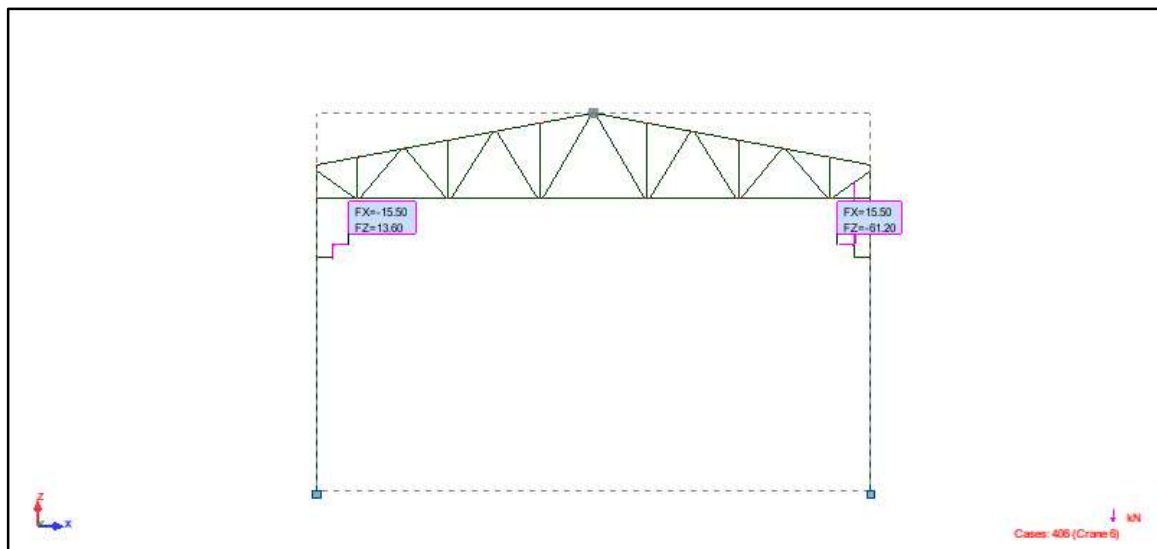 FX=-15.50
FZ=13.60
FX=15.50
FZ=-61.20
Z
X
kN
Cases: 406 (Crane 6)